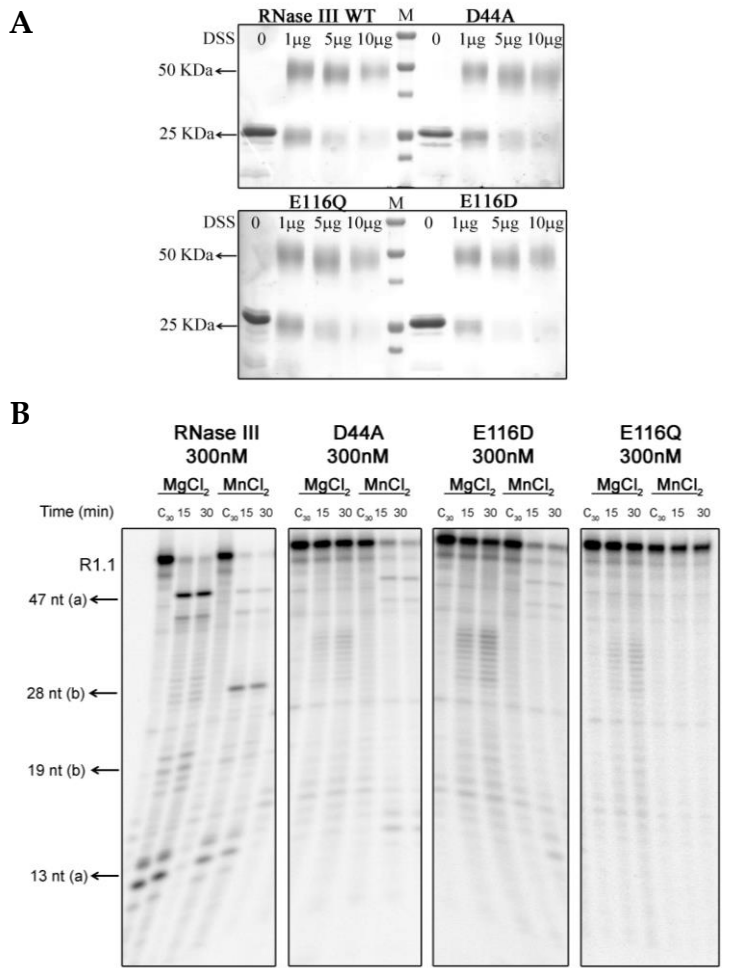 A
RNase III WT M D44A
DSS 0 1µg 5µg 10µg 0 1µg 5µg 10µg
50 KDa
25 KDa
E116Q M E116D
DSS 0 1µg 5µg 10µg 0 1µg 5µg 10µg
50 KDa
25 KDa
B
RNase III D44A E116D E116Q
300nM 300nM 300nM 300nM
MgCl2 MnCl2 MgCl2 MnCl2 MgCl2 MnCl2 MgCl2 MnCl2
Time (min) C30 15 30 C30 15 30 C30 15 30 C30 15 30 C30 15 30 C30 15 30 C30 15 30 C30 15 30
R1.1
47 nt (a)
28 nt (b)
19 nt (b)
13 nt (a)